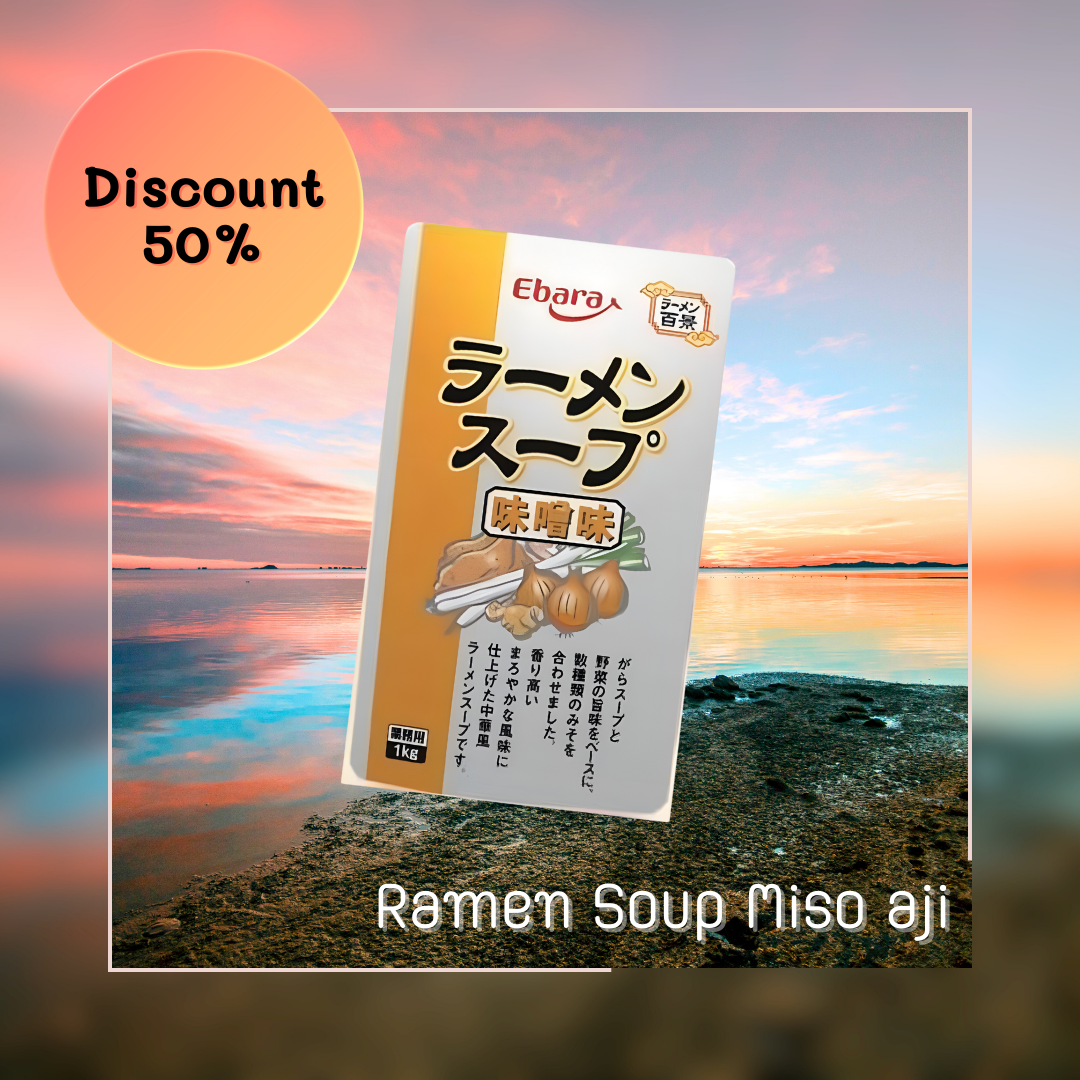 Discount
50%
Ebara
ラーメン
百景
ラーメン
スープ
味噌味
がらスープと
野菜の旨味をベースに、
数種類のみそを
合わせました。
香り高い
まろやかな風味に
仕上げた中華風
ラーメンスープです。
業務用
1kg
Ramen Soup Miso aji